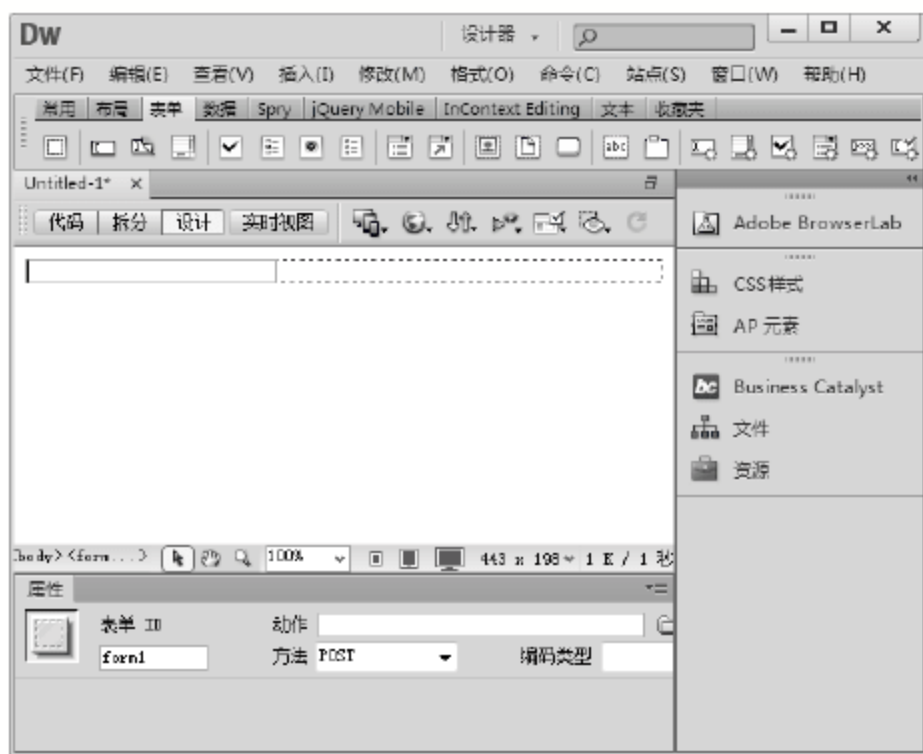 Dw 设计器
文件(F) 编辑(E) 查看(V) 插入(I) 修改(M) 格式(O) 命令(C) 站点(S) 窗口(W) 帮助(H)
常用 布局 表单 数据 Spry jQuery Mobile InContext Editing 文本 收藏夹
abc
Untitled-1* x
代码 拆分 设计 实时视图
Adobe BrowserLab
CSS样式
AP 元素
bc Business Catalyst
文件
资源
body> <form...> 100% 443 x 198 1 K / 1 秒
属性
表单 ID 动作
form1 方法 POST 编码类型